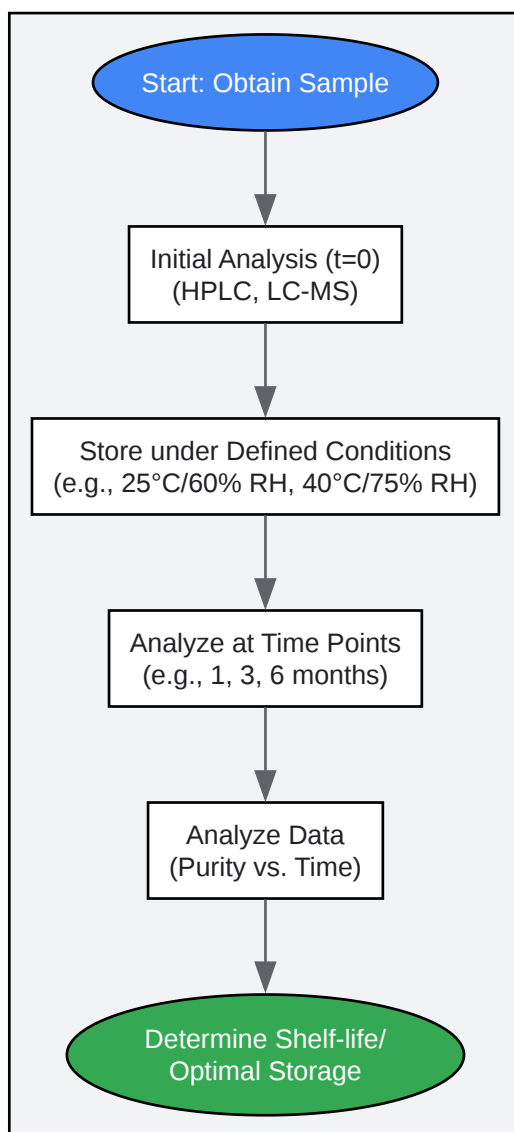 Start: Obtain Sample
Initial Analysis (t=0)
(HPLC, LC-MS)
Store under Defined Conditions
(e.g., 25°C/60% RH, 40°C/75% RH)
Analyze at Time Points
(e.g., 1, 3, 6 months)
Analyze Data
(Purity vs. Time)
Determine Shelf-life/
Optimal Storage